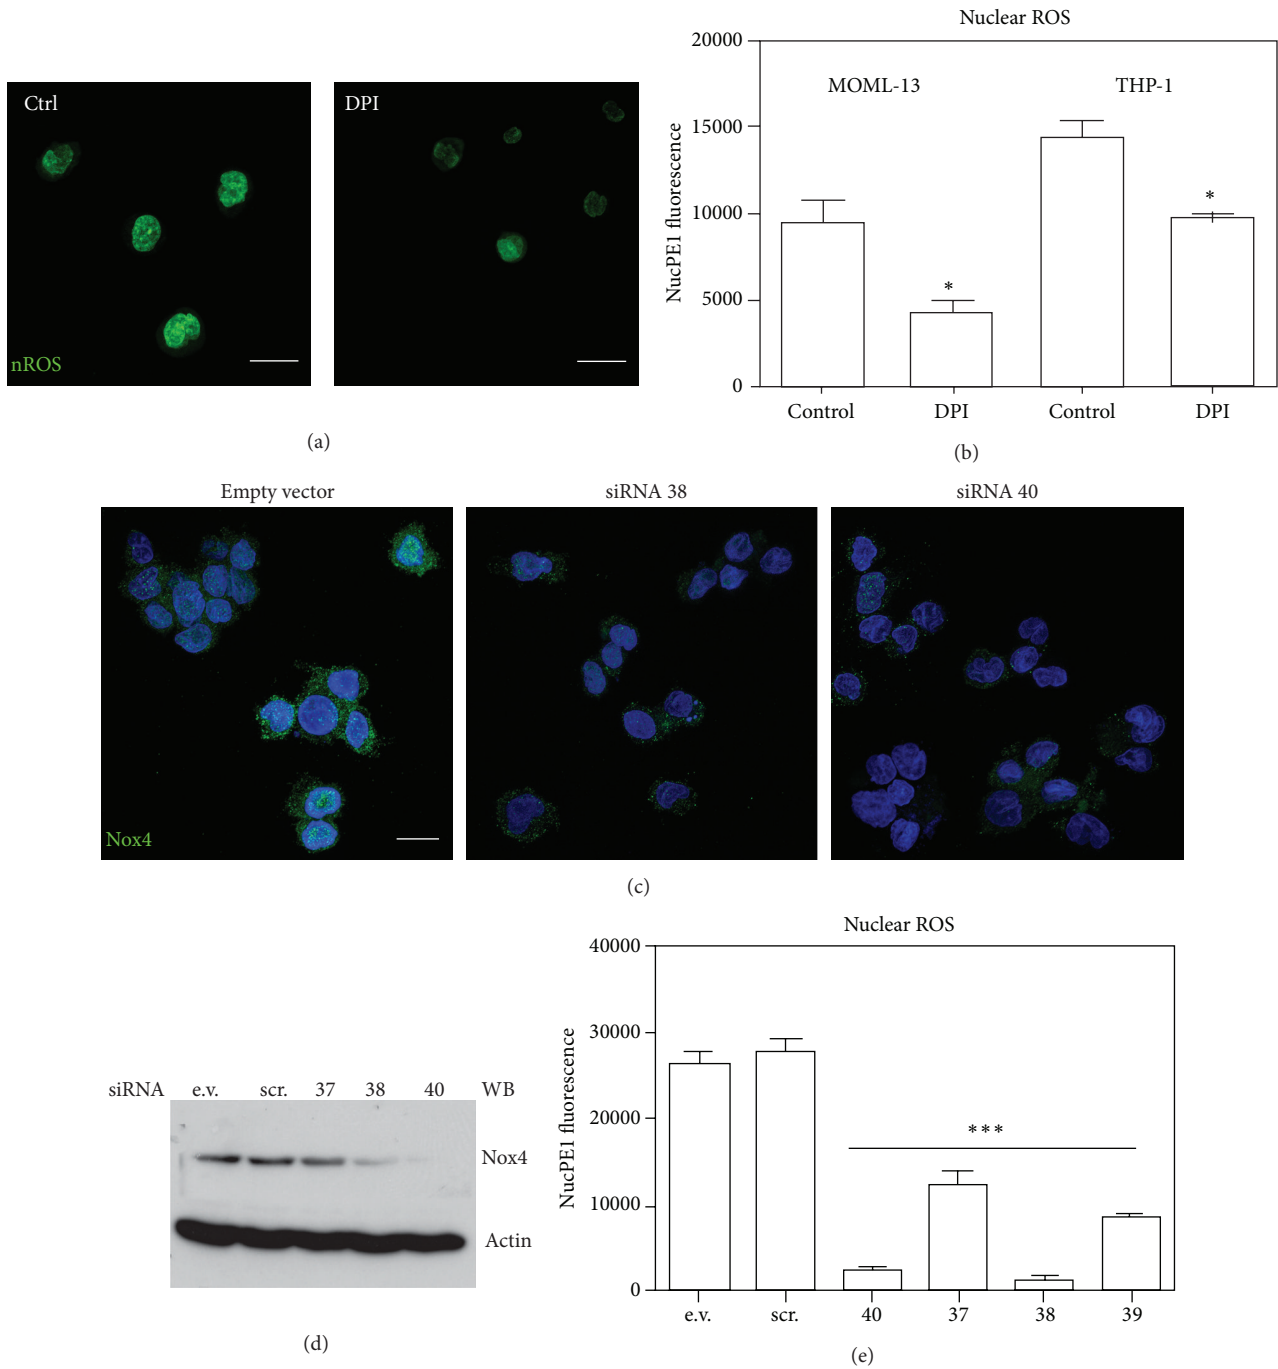 Ctrl
nROS
DPI
(a)
Nuclear ROS
NucPE1 fluorescence
20000
15000
10000
5000
0
MOML-13
THP-1
*
*
Control
DPI
Control
DPI
(b)
Empty vector
siRNA 38
siRNA 40
Nox4
(c)
siRNA e.v. scr. 37 38 40 WB
Nox4
Actin
(d)
Nuclear ROS
NucPE1 fluorescence
40000
30000
20000
10000
0
***
e.v.
scr.
40
37
38
39
(e)